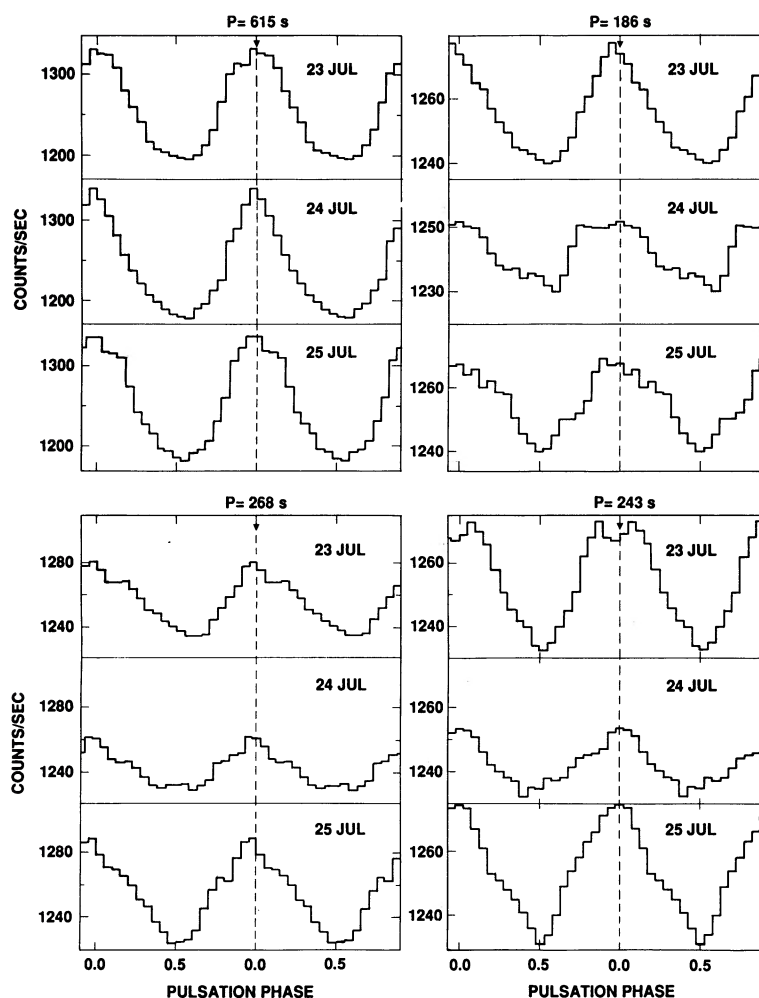 P= 615 s
1300
1200
23 JUL
1300
1200
24 JUL
1300
1200
25 JUL
COUNTS/SEC
P= 186 s
1260
1240
23 JUL
1250
1230
24 JUL
1260
1240
25 JUL
P= 268 s
1280
1240
23 JUL
1280
1240
24 JUL
1280
1240
25 JUL
COUNTS/SEC
0.0 0.5 0.0 0.5
PULSATION PHASE
P= 243 s
1260
1240
23 JUL
1260
1240
24 JUL
1260
1240
25 JUL
0.0 0.5 0.0 0.5
PULSATION PHASE